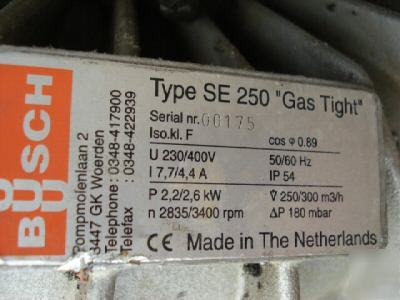 Type SE 250 "Gas Tight"
Serial nr. 00175
Iso.kl. F
cos φ 0.89
U 230/400V
50/60 Hz
I 7,7/4,4 A
IP 54
P 2,2/2,6 kW
V̇ 250/300 m3/h
n 2835/3400 rpm
ΔP 180 mbar
CE Made in The Netherlands
BUSCH
Pompmolenlaan 2
3447 GK Woerden
Telephone: 0348-417900
Telefax : 0348-422939